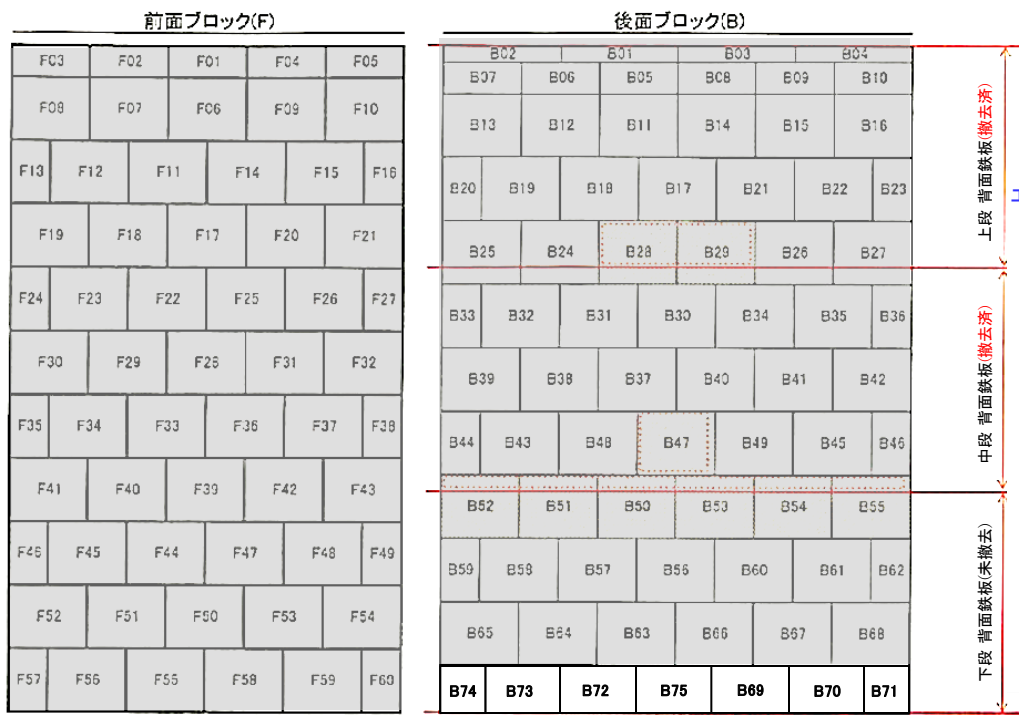 前面ブロック(F)
F03 F02 F01 F04 F05
F08 F07 F06 F09 F10
F13 F12 F11 F14 F15 F16
F19 F18 F17 F20 F21
F24 F23 F22 F25 F26 F27
F30 F29 F25 F31 F32
F35 F34 F33 F36 F37 F38
F41 F40 F39 F42 F43
F46 F45 F44 F47 F48 F49
F52 F51 F50 F53 F54
F57 F56 F55 F58 F59 F60
後面ブロック(B)
B02 B01 B03 B04
B07 B06 B05 B08 B09 B10
B13 B12 B11 B14 B15 B16
B20 B19 B18 B17 B21 B22 B23
B25 B24 B28 B29 B26 B27
B33 B32 B31 B30 B34 B35 B36
B39 B38 B37 B40 B41 B42
B44 B43 B48 B47 B49 B45 B46
B52 B51 B50 B53 B54 B55
B59 B58 B57 B56 B60 B61 B62
B65 B64 B63 B66 B67 B68
B74 B73 B72 B75 B69 B70 B71
上段 背面鉄板(撤去済)
中段 背面鉄板(撤去済)
下段 背面鉄板(未撤去)